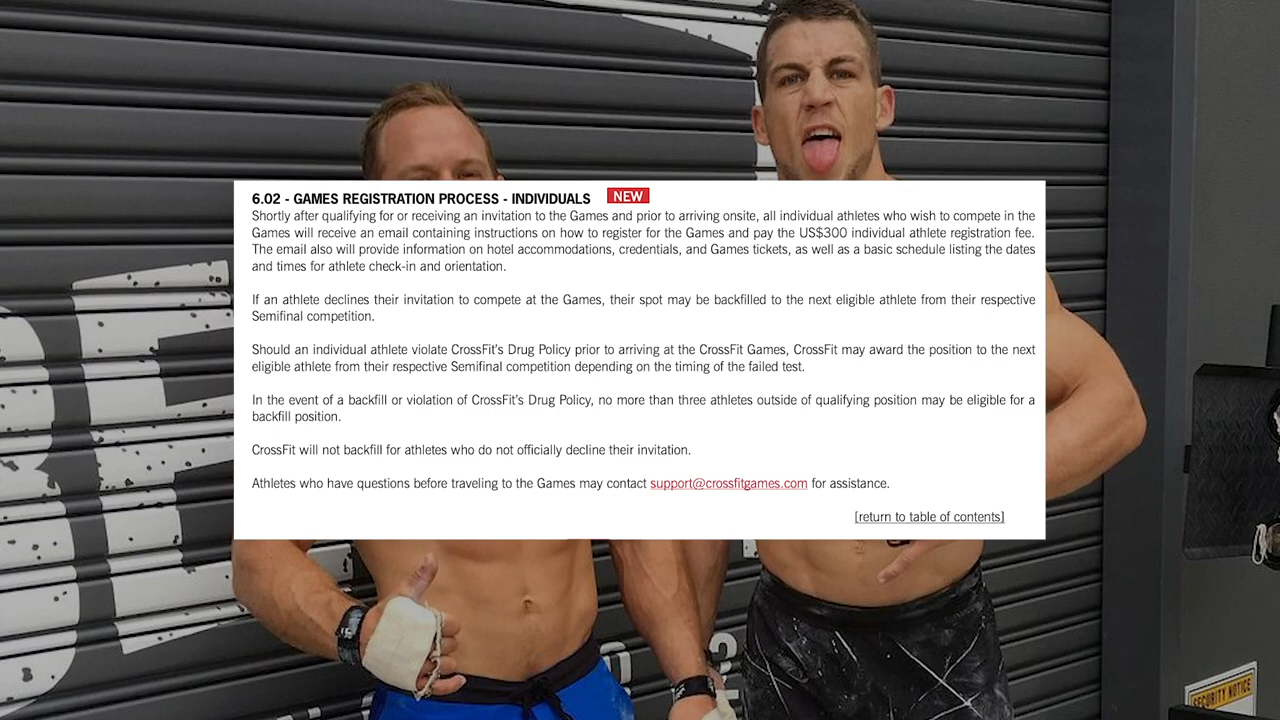 6.02 - GAMES REGISTRATION PROCESS - INDIVIDUALS NEW
Shortly after qualifying for or receiving an invitation to the Games and prior to arriving onsite, all individual athletes who wish to compete in the
Games will receive an email containing instructions on how to register for the Games and pay the US$300 individual athlete registration fee.
The email also will provide information on hotel accommodations, credentials, and Games tickets, as well as a basic schedule listing the dates
and times for athlete check-in and orientation.
If an athlete declines their invitation to compete at the Games, their spot may be backfilled to the next eligible athlete from their respective
Semifinal competition.
Should an individual athlete violate CrossFit's Drug Policy prior to arriving at the CrossFit Games, CrossFit may award the position to the next
eligible athlete from their respective Semifinal competition depending on the timing of the failed test.
In the event of a backfill or violation of CrossFit's Drug Policy, no more than three athletes outside of qualifying position may be eligible for a
backfill position.
CrossFit will not backfill for athletes who do not officially decline their invitation.
Athletes who have questions before traveling to the Games may contact support@crossfitgames.com for assistance.
[return to table of contents]
SECURITY NOTICE